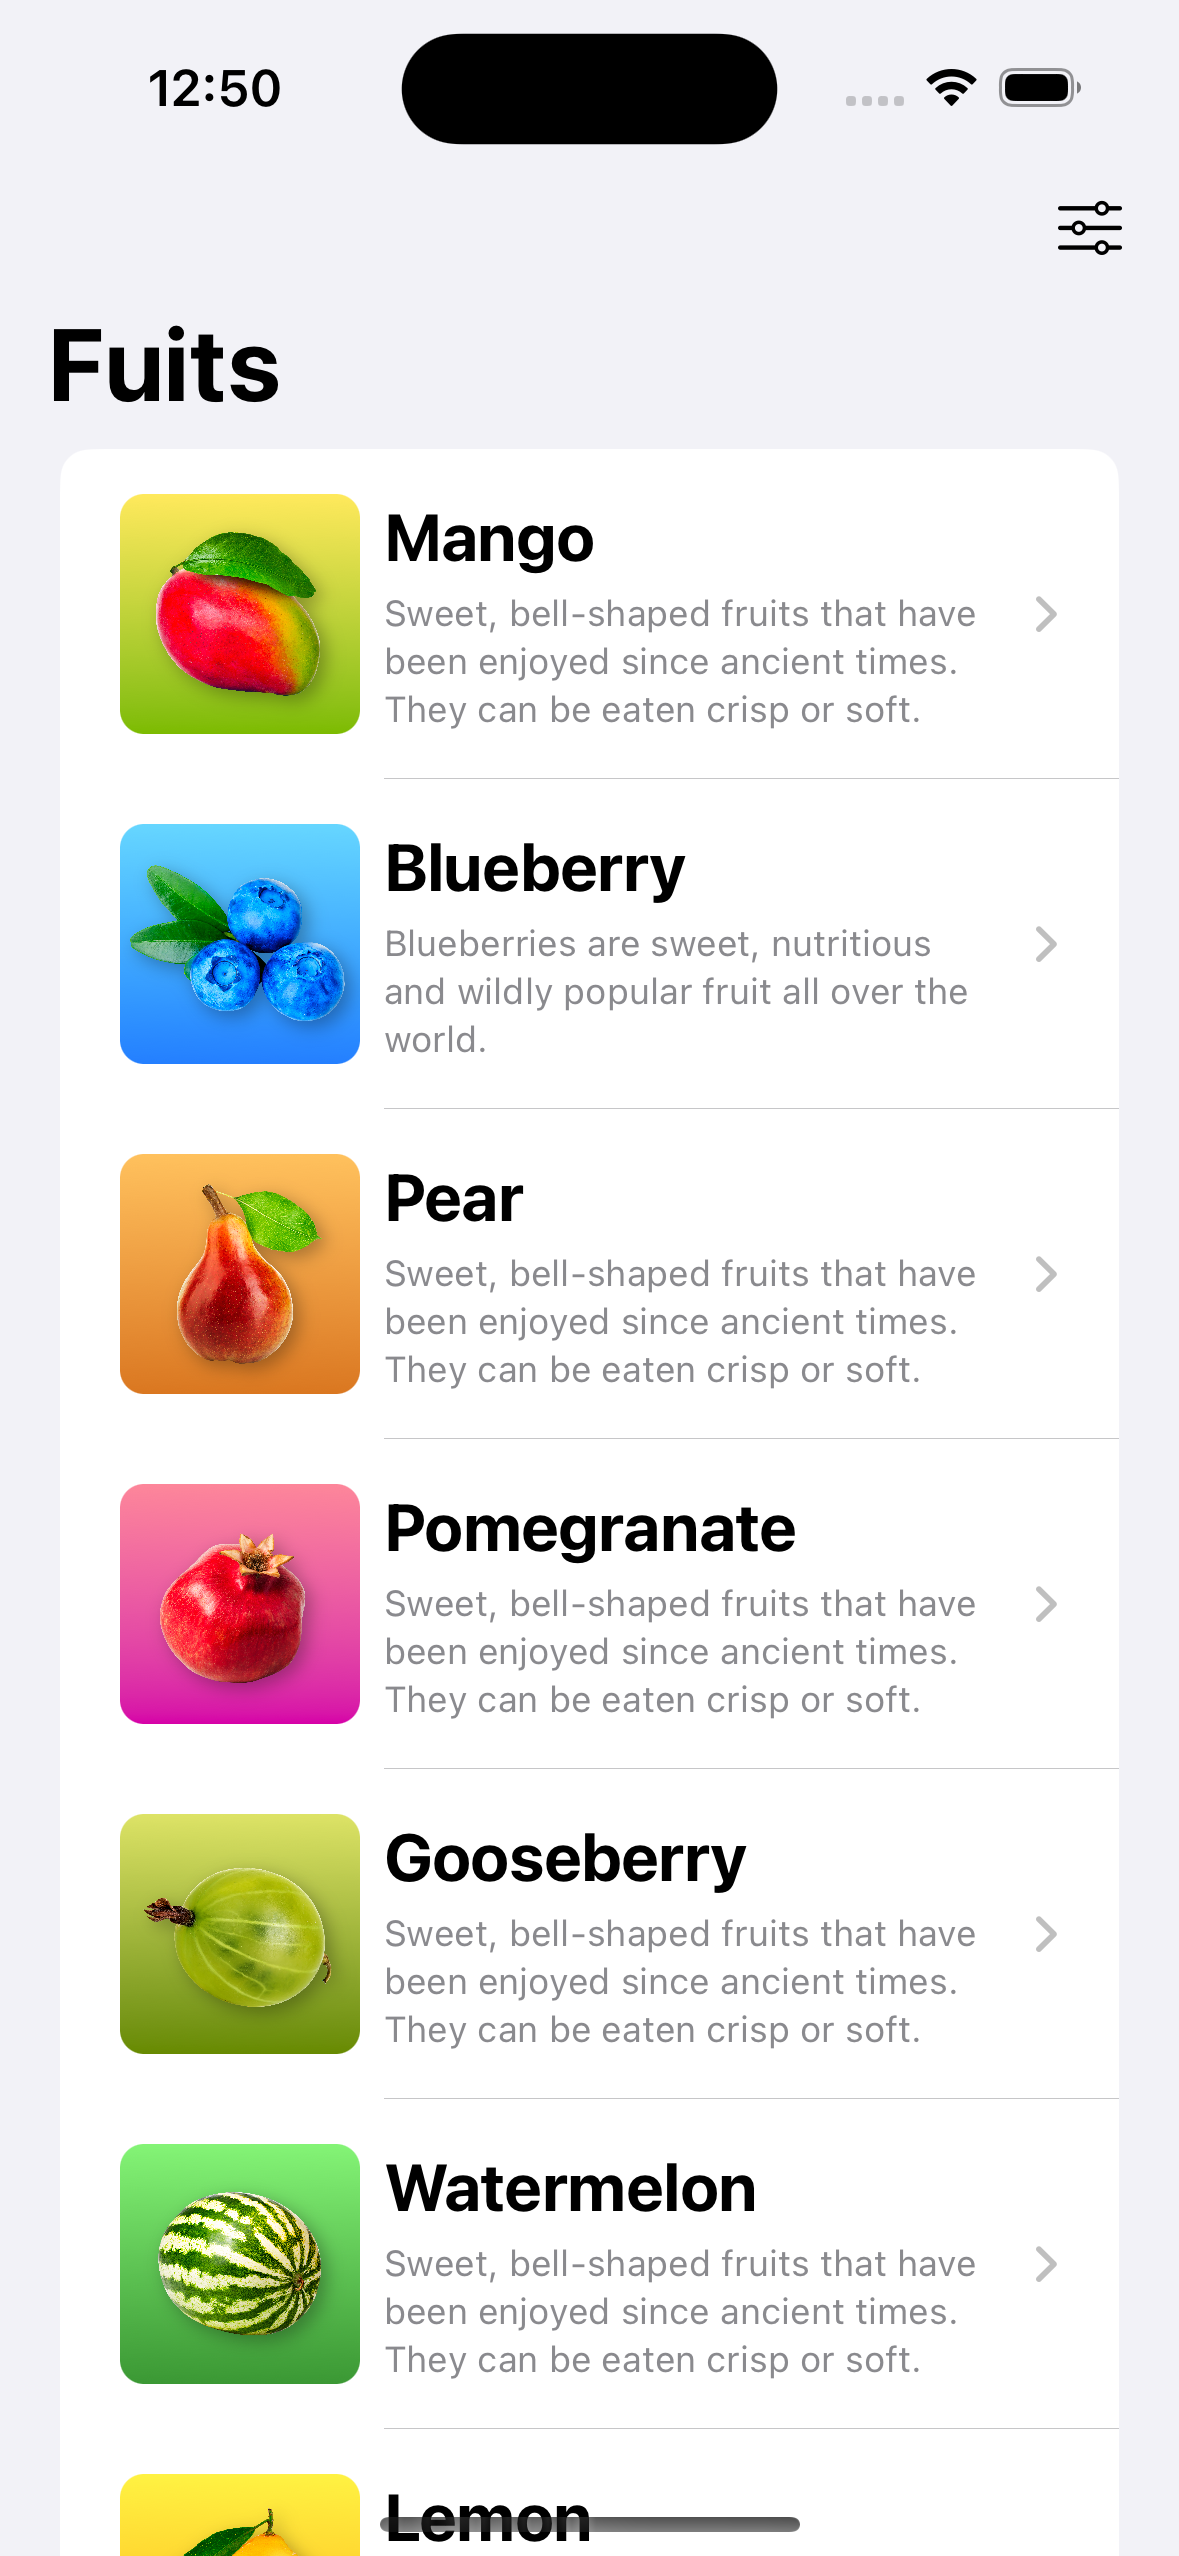 12:50
Fuits
Mango
Sweet, bell-shaped fruits that have
been enjoyed since ancient times.
They can be eaten crisp or soft.
Blueberry
Blueberries are sweet, nutritious
and wildly popular fruit all over the
world.
Pear
Sweet, bell-shaped fruits that have
been enjoyed since ancient times.
They can be eaten crisp or soft.
Pomegranate
Sweet, bell-shaped fruits that have
been enjoyed since ancient times.
They can be eaten crisp or soft.
Gooseberry
Sweet, bell-shaped fruits that have
been enjoyed since ancient times.
They can be eaten crisp or soft.
Watermelon
Sweet, bell-shaped fruits that have
been enjoyed since ancient times.
They can be eaten crisp or soft.
Lemon